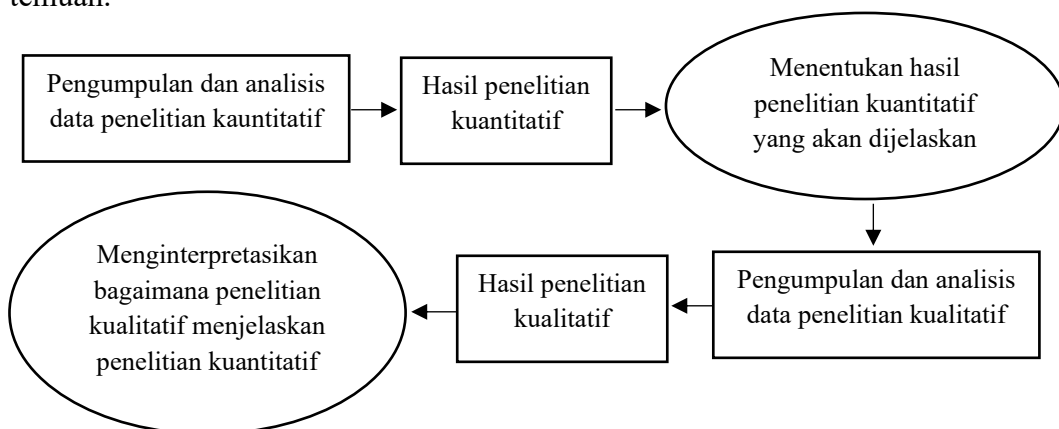 temuan.
Pengumpulan dan analisis
data penelitian kauntitatif
Hasil penelitian
kuantitatif
Menentukan hasil
penelitian kuantitatif
yang akan dijelaskan
Pengumpulan dan analisis
data penelitian kualitatif
Hasil penelitian
kualitatif
Menginterpretasikan
bagaimana penelitian
kualitatif menjelaskan
penelitian kuantitatif